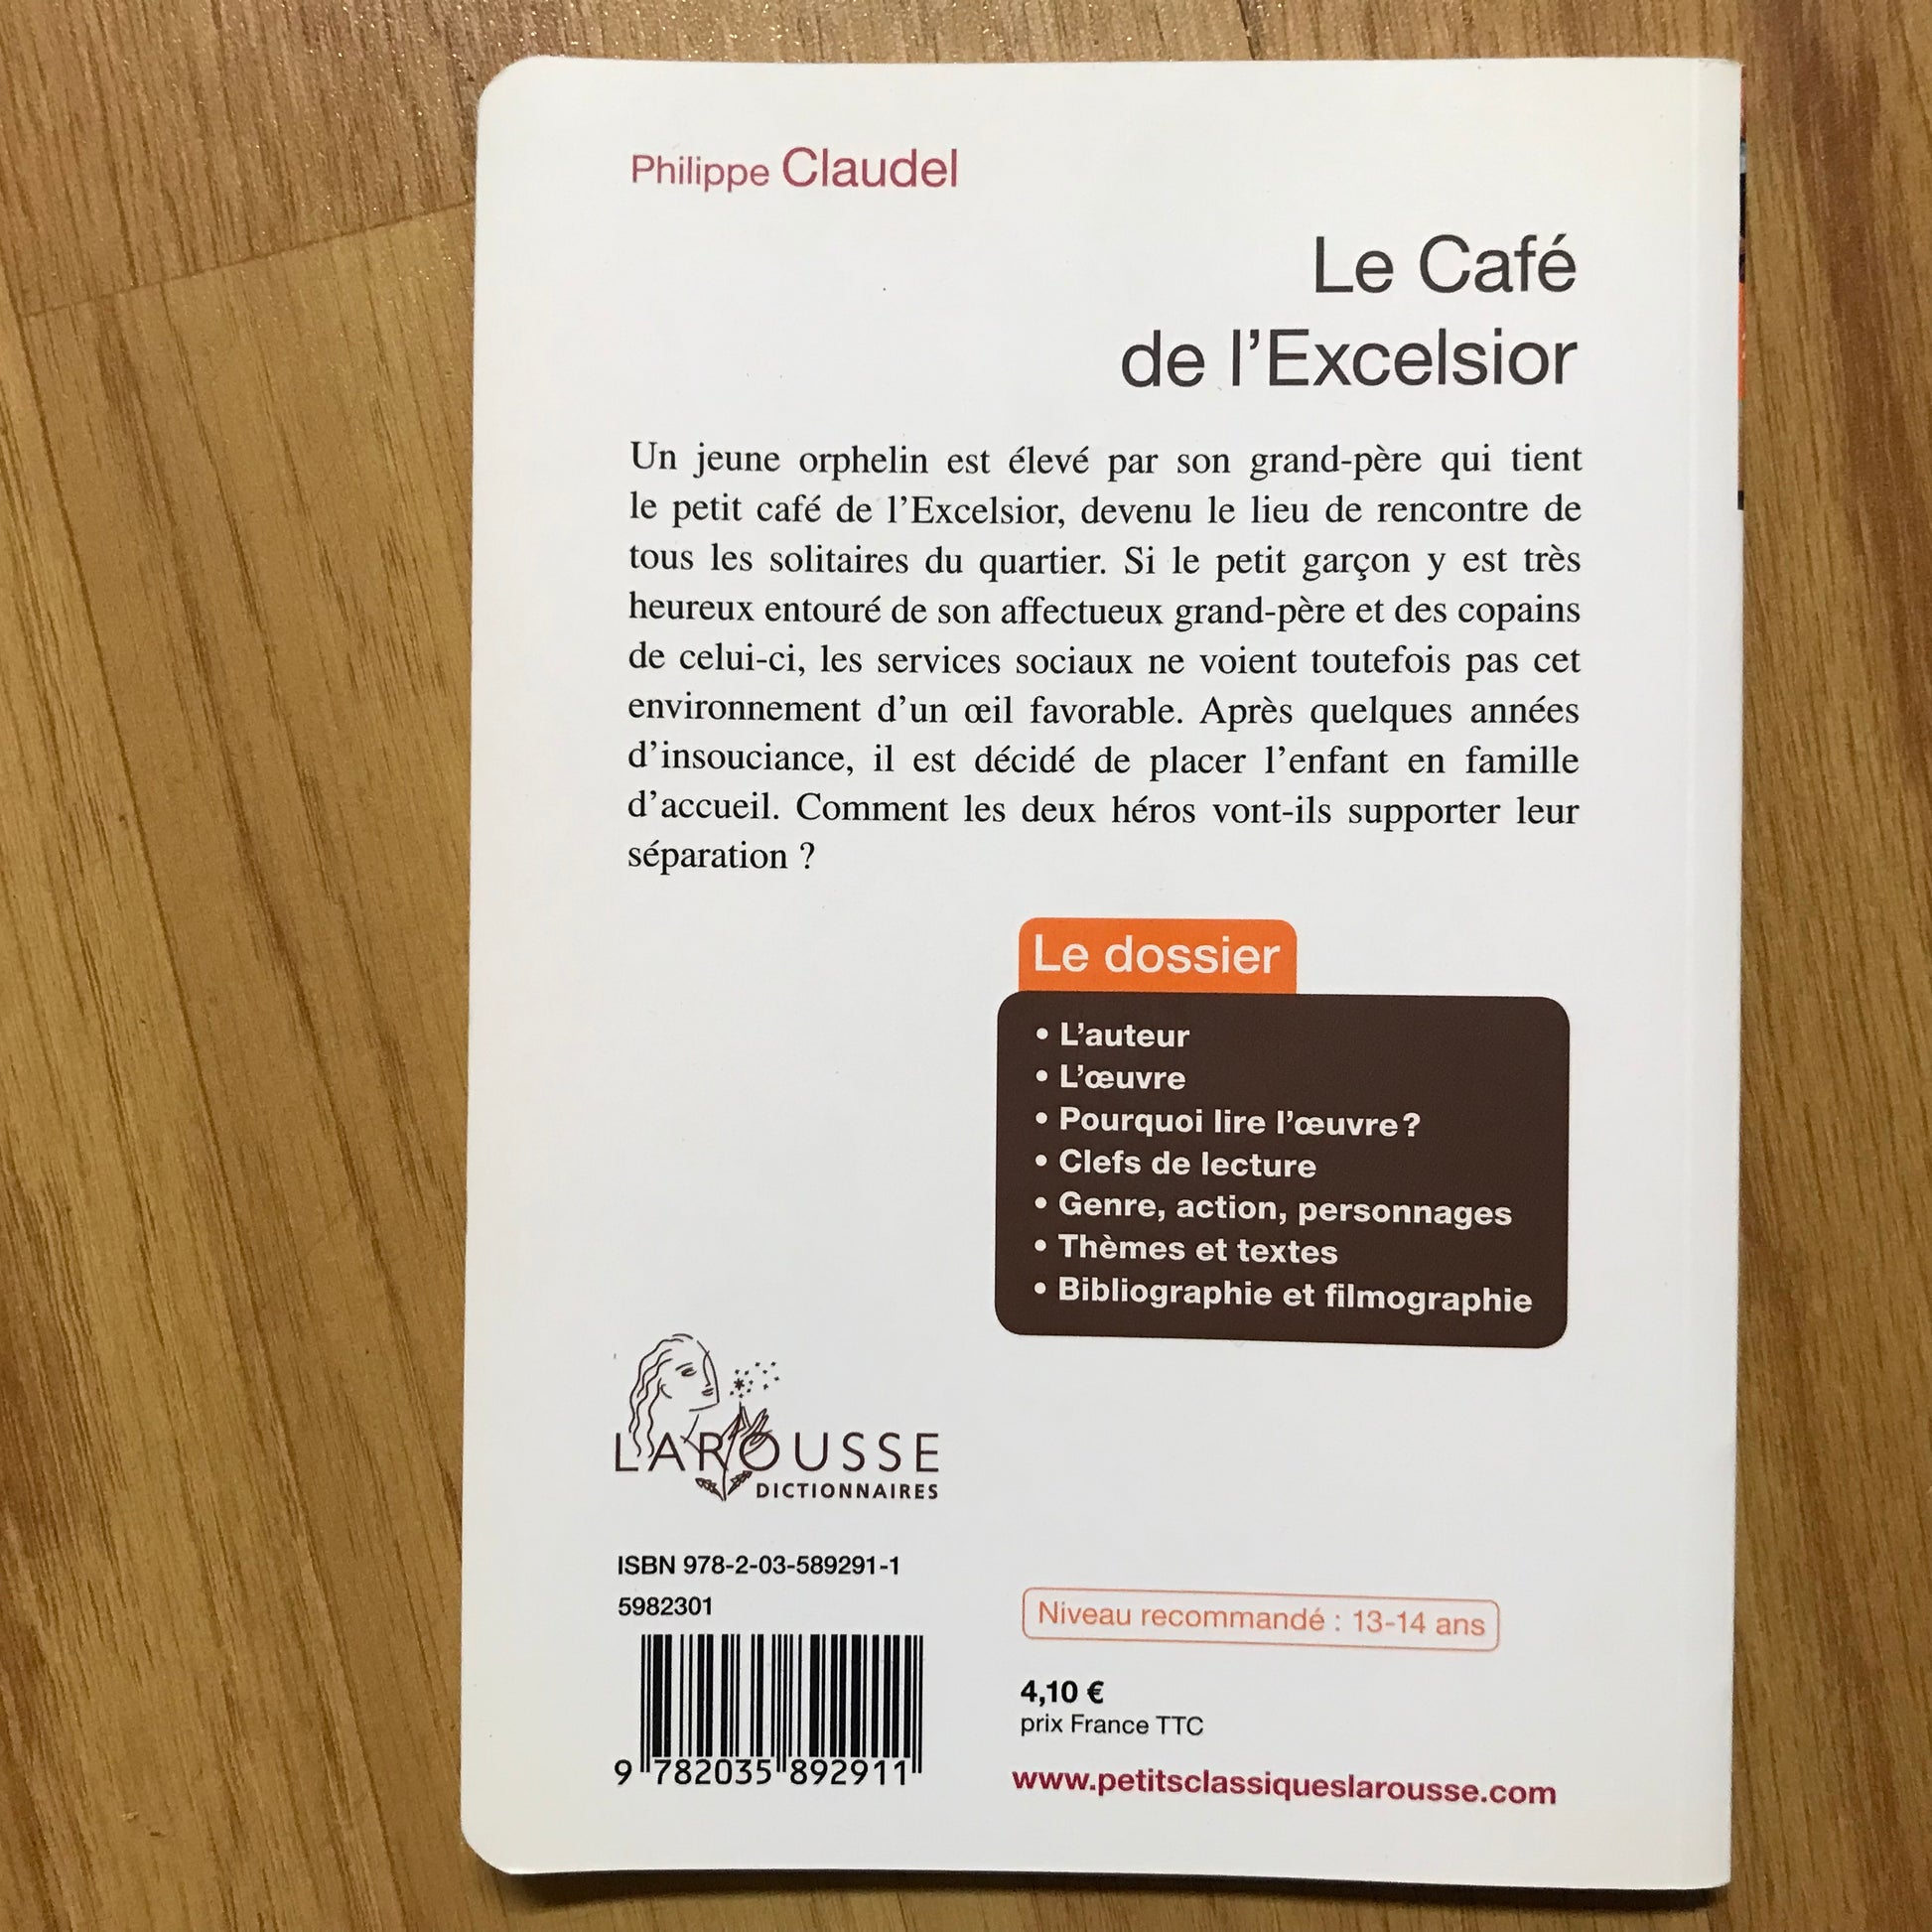 Philippe Claudel
Le Café
de l’Excelsior
Un jeune orphelin est élevé par son grand-père qui tient
le petit café de l’Excelsior, devenu le lieu de rencontre de
tous les solitaires du quartier. Si le petit garçon y est très
heureux entouré de son affectueux grand-père et des copains
de celui-ci, les services sociaux ne voient toutefois pas cet
environnement d’un œil favorable. Après quelques années
d’insouciance, il est décidé de placer l’enfant en famille
d’accueil. Comment les deux héros vont-ils supporter leur
séparation ?
Le dossier
• L’auteur
• L’œuvre
• Pourquoi lire l’œuvre ?
• Clefs de lecture
• Genre, action, personnages
• Thèmes et textes
• Bibliographie et filmographie
LAROUSSE
DICTIONNAIRES
ISBN 978-2-03-589291-1
5982301
9 782035 892911
Niveau recommandé : 13-14 ans
4,10 €
prix France TTC
www.petitsclassiqueslarousse.com